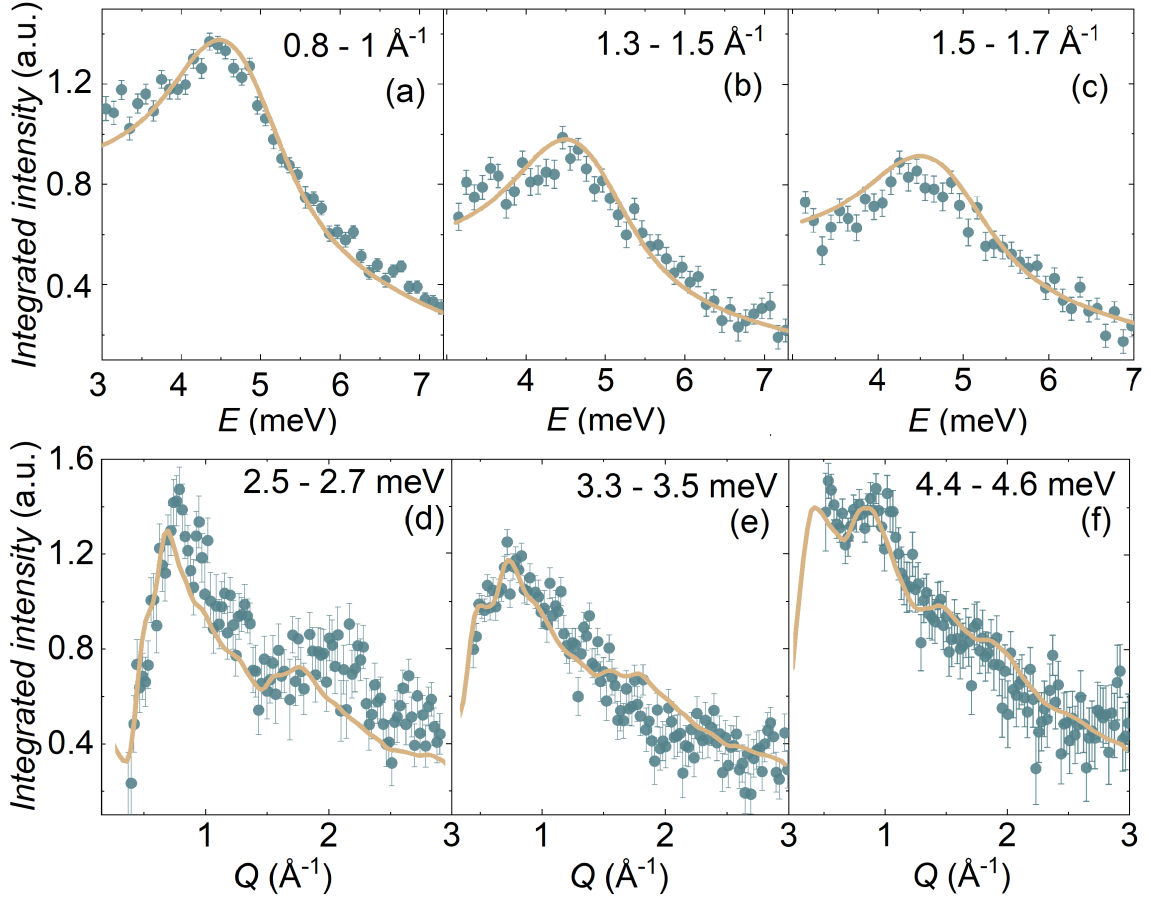 0.8 - 1 Å-1
(a)
1.3 - 1.5 Å-1
(b)
1.5 - 1.7 Å-1
(c)
Integrated intensity (a.u.)
1.2
0.8
0.4
3 4 5 6 7
4 5 6 7
4 5 6 7
E (meV)
E (meV)
E (meV)
2.5 - 2.7 meV
(d)
3.3 - 3.5 meV
(e)
4.4 - 4.6 meV
(f)
Integrated intensity (a.u.)
1.6
1.2
0.8
0.4
1 2 3
1 2 3
1 2 3
Q (Å-1)
Q (Å-1)
Q (Å-1)